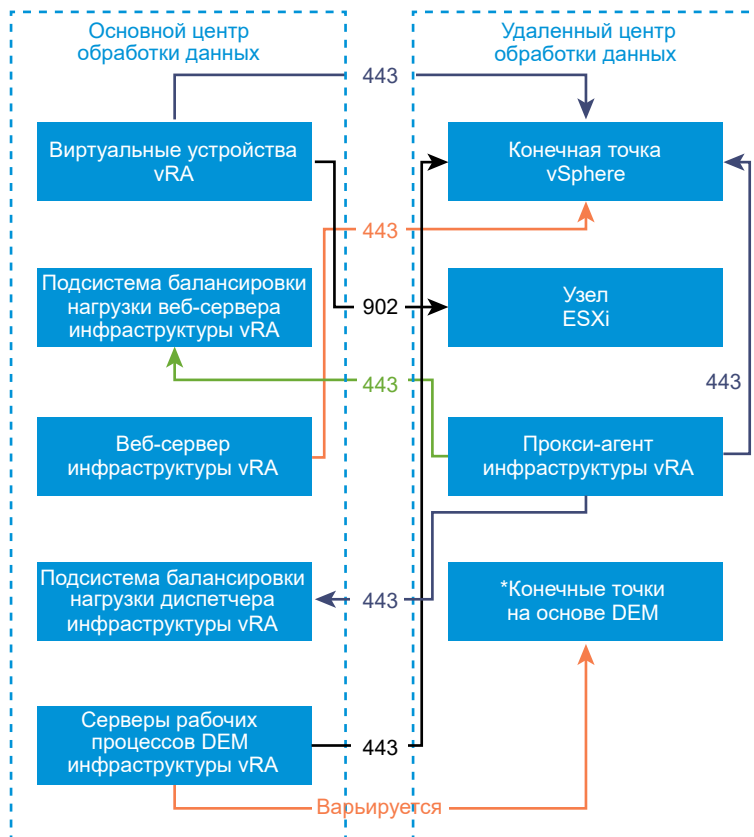 Основной центр
обработки данных
Удаленный центр
обработки данных
443
Виртуальные устройства
vRA
Конечная точка
vSphere
443
Подсистема балансировки
нагрузки веб-сервера
инфраструктуры vRA
902
Узел
ESXi
443
443
Веб-сервер
инфраструктуры vRA
Прокси-агент
инфраструктуры vRA
Подсистема балансировки
нагрузки диспетчера
инфраструктуры vRA
443
*Конечные точки
на основе DEM
Серверы рабочих
процессов DEM
инфраструктуры vRA
443
Варьируется